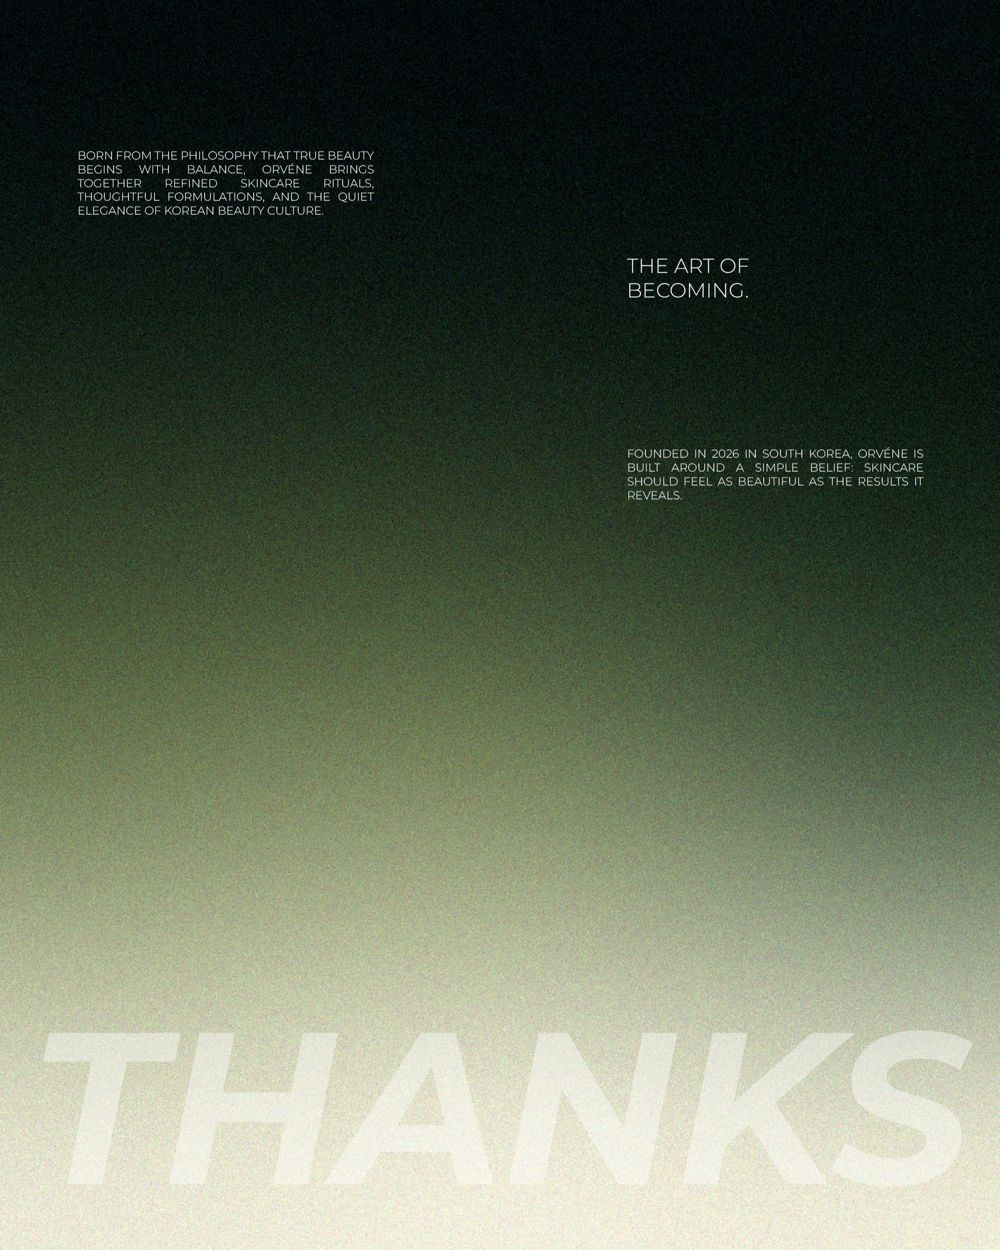 BORN FROM THE PHILOSOPHY THAT TRUE BEAUTY
BEGINS WITH BALANCE, ORVÉNE BRINGS
TOGETHER REFINED SKINCARE RITUALS,
THOUGHTFUL FORMULATIONS, AND THE QUIET
ELEGANCE OF KOREAN BEAUTY CULTURE.
THE ART OF
BECOMING.
FOUNDED IN 2026 IN SOUTH KOREA, ORVÉNE IS
BUILT AROUND A SIMPLE BELIEF: SKINCARE
SHOULD FEEL AS BEAUTIFUL AS THE RESULTS IT
REVEALS.
THANKS